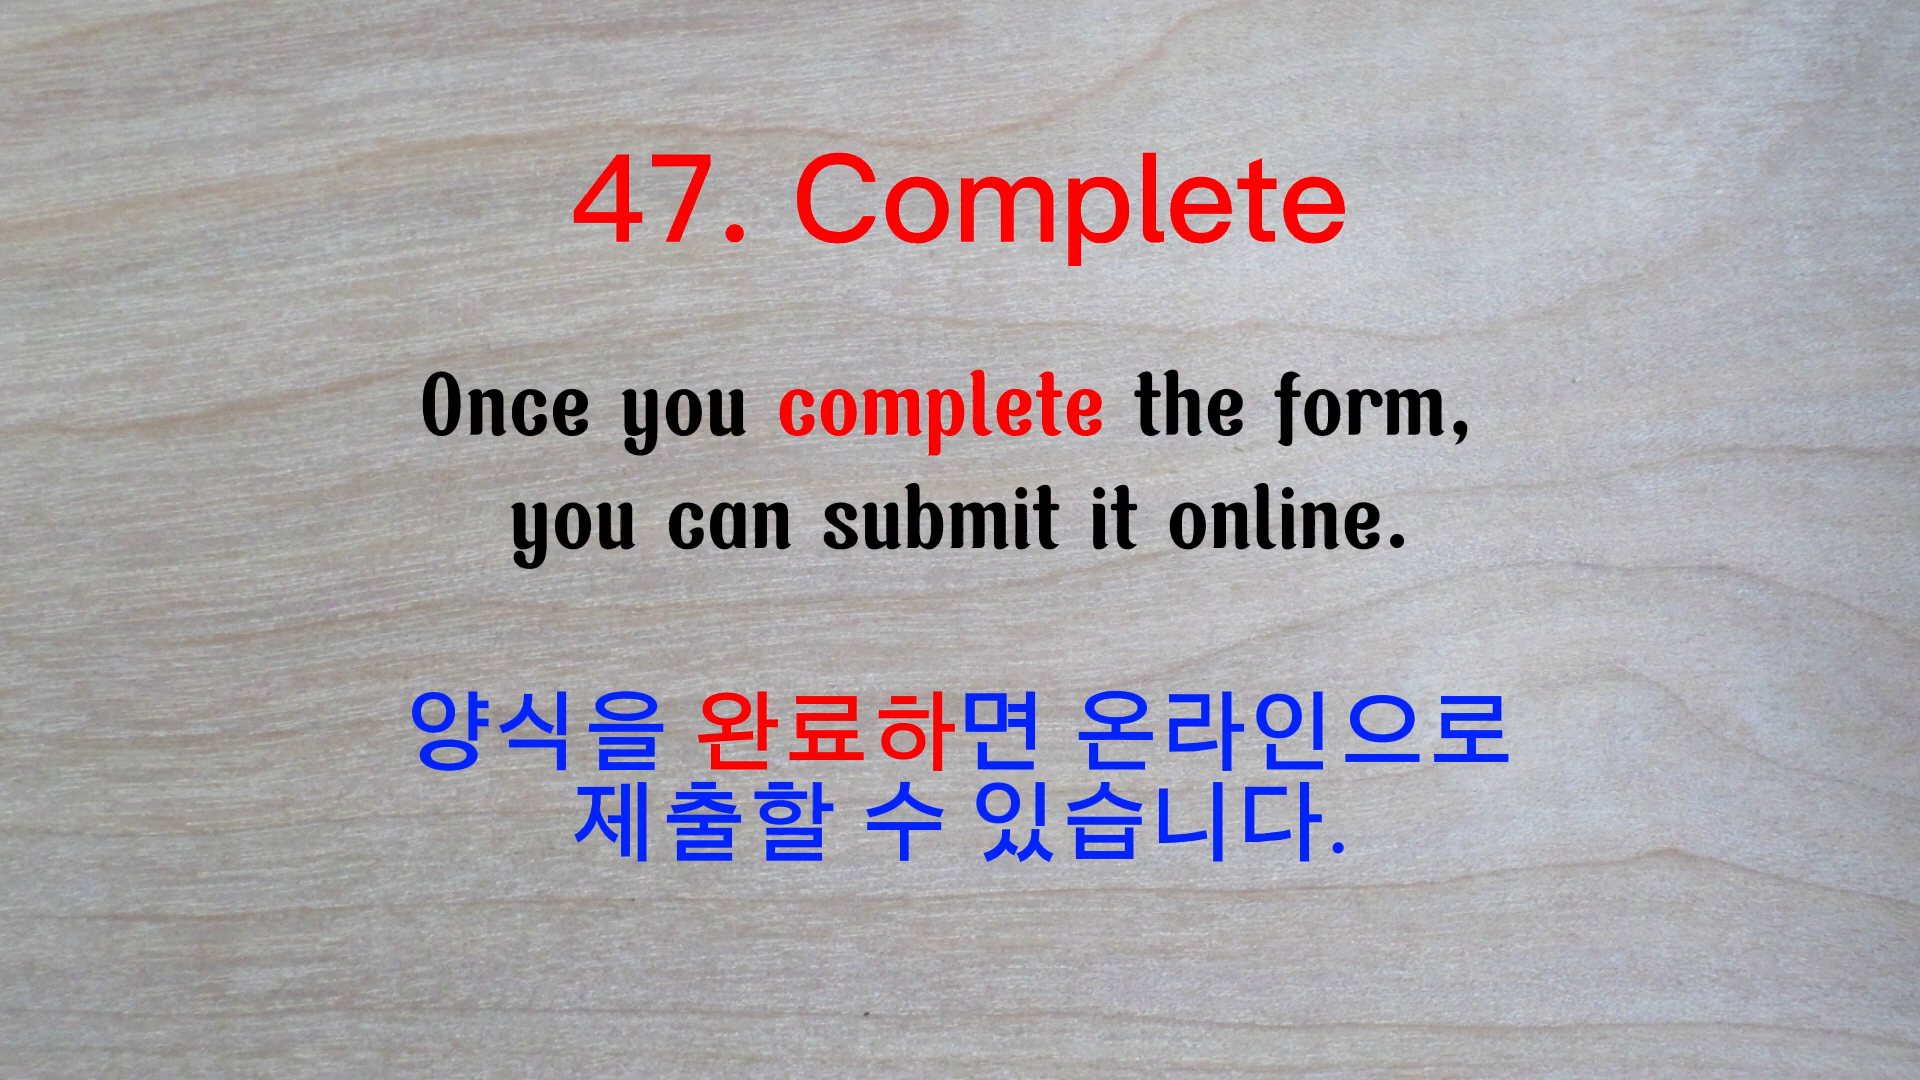 47. Complete
Once you complete the form,
you can submit it online.
양식을 완료하면 온라인으로
제출할 수 있습니다.